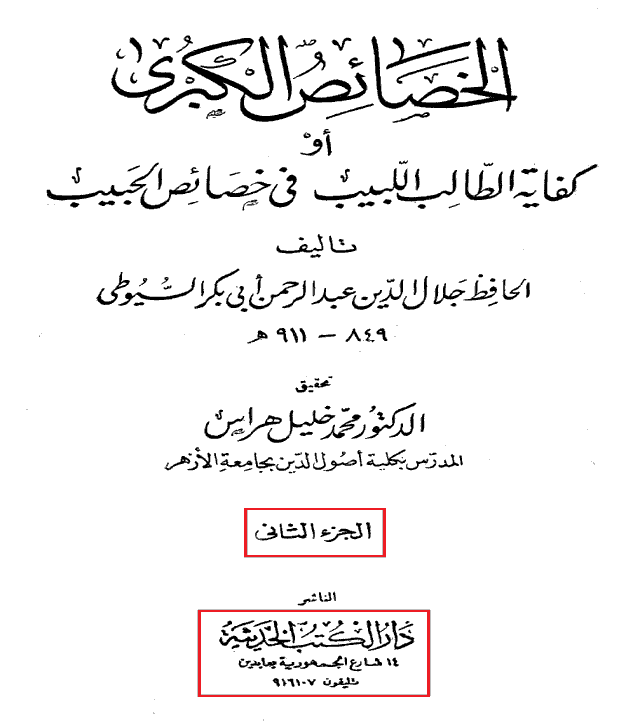 الخصائص الكبرى
أو
كفاية الطالب اللبيب في خصائص الحبيب
تأليف
الحافظ جلال الدين عبد الرحمن أبي بكر السيوطي
٨٤٩ - ٩١١ هـ
تحقيق
الدكتور محمد خليل هراس
المدرس بكلية أصول الدين بجامعة الأزهر
الجزء الثانى
الناشر
دار الكتب الحديثة
١٤ شارع الجمهورية بعابدين
تليفون ٩١٦١٠٧